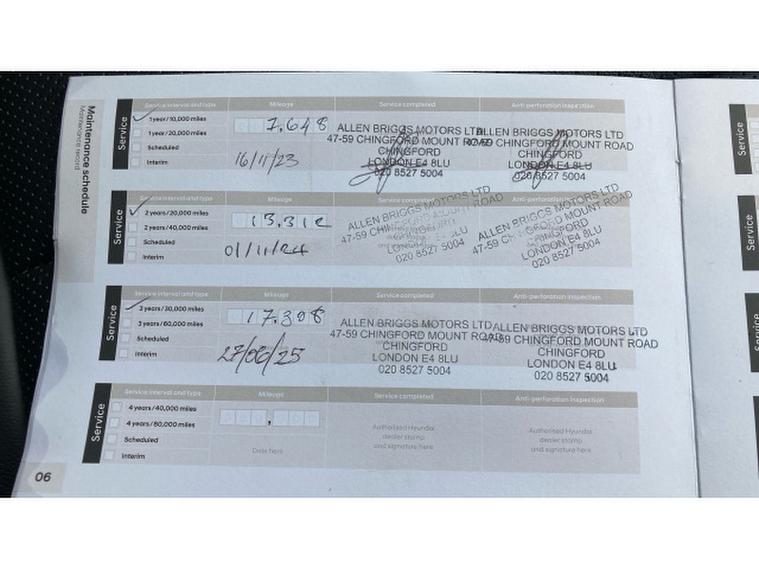 Maintenance schedule
Maintenance record
Service
Service interval and type Mileage Service completed Anti-perforation inspection
✓ 1 year/10,000 miles
1 year/20,000 miles
Scheduled
Interim
7,648
16/11/23
ALLEN BRIGGS MOTORS LTD
47-59 CHINGFORD MOUNT ROAD
CHINGFORD
LONDON E4 8LU
020 8527 5004
ALLEN BRIGGS MOTORS LTD
47-59 CHINGFORD MOUNT ROAD
CHINGFORD
LONDON E4 8LU
020 8527 5004
Service
Service interval and type Mileage Service completed Anti-perforation inspection
✓ 2 years/20,000 miles
2 years/40,000 miles
Scheduled
Interim
01/11/24
ALLEN BRIGGS MOTORS LTD
47-59 CHINGFORD MOUNT ROAD
CHINGFORD
LONDON E4 8LU
020 8527 5004
ALLEN BRIGGS MOTORS LTD
47-59 CHINGFORD MOUNT ROAD
CHINGFORD
LONDON E4 8LU
020 8527 5004
Service
Service interval and type Mileage Service completed Anti-perforation inspection
✓ 3 years/30,000 miles
3 years/60,000 miles
Scheduled
Interim
17,398
27/06/25
ALLEN BRIGGS MOTORS LTD
47-59 CHINGFORD MOUNT ROAD
CHINGFORD
LONDON E4 8LU
020 8527 5004
ALLEN BRIGGS MOTORS LTD
47-59 CHINGFORD MOUNT ROAD
CHINGFORD
LONDON E4 8LU
020 8527 5004
Service
Service interval and type Mileage Service completed Anti-perforation inspection
4 years/40,000 miles
4 years/80,000 miles
Scheduled
Interim
,
Date here
Authorised Hyundai
dealer stamp
and signature here
Authorised Hyundai
dealer stamp
and signature here
06